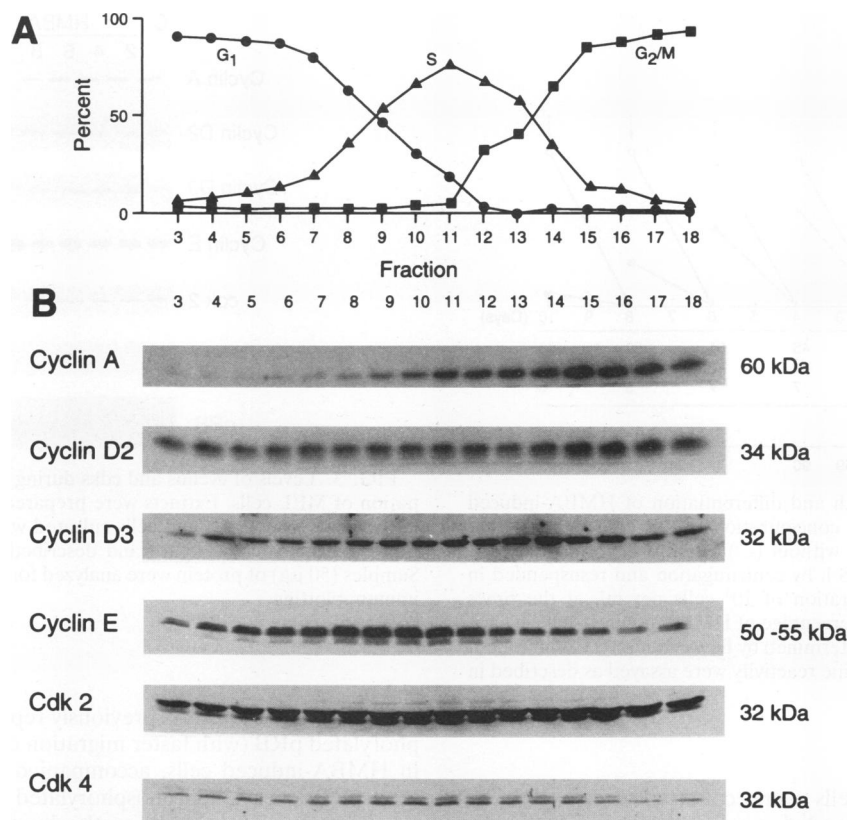 A
100
50
0
Percent
G1
S
G2/M
3 4 5 6 7 8 9 10 11 12 13 14 15 16 17 18
Fraction
B
3 4 5 6 7 8 9 10 11 12 13 14 15 16 17 18
Cyclin A 60 kDa
Cyclin D2 34 kDa
Cyclin D3 32 kDa
Cyclin E 50 -55 kDa
Cdk 2 32 kDa
Cdk 4 32 kDa